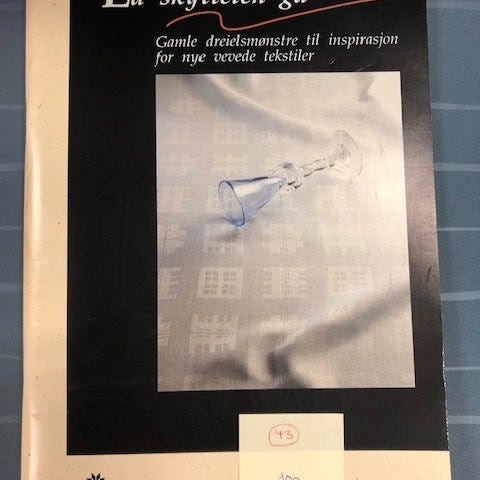 La skyttelen gå
Gamle dreielsmønstre til inspirasjon
for nye vevede tekstiler
43